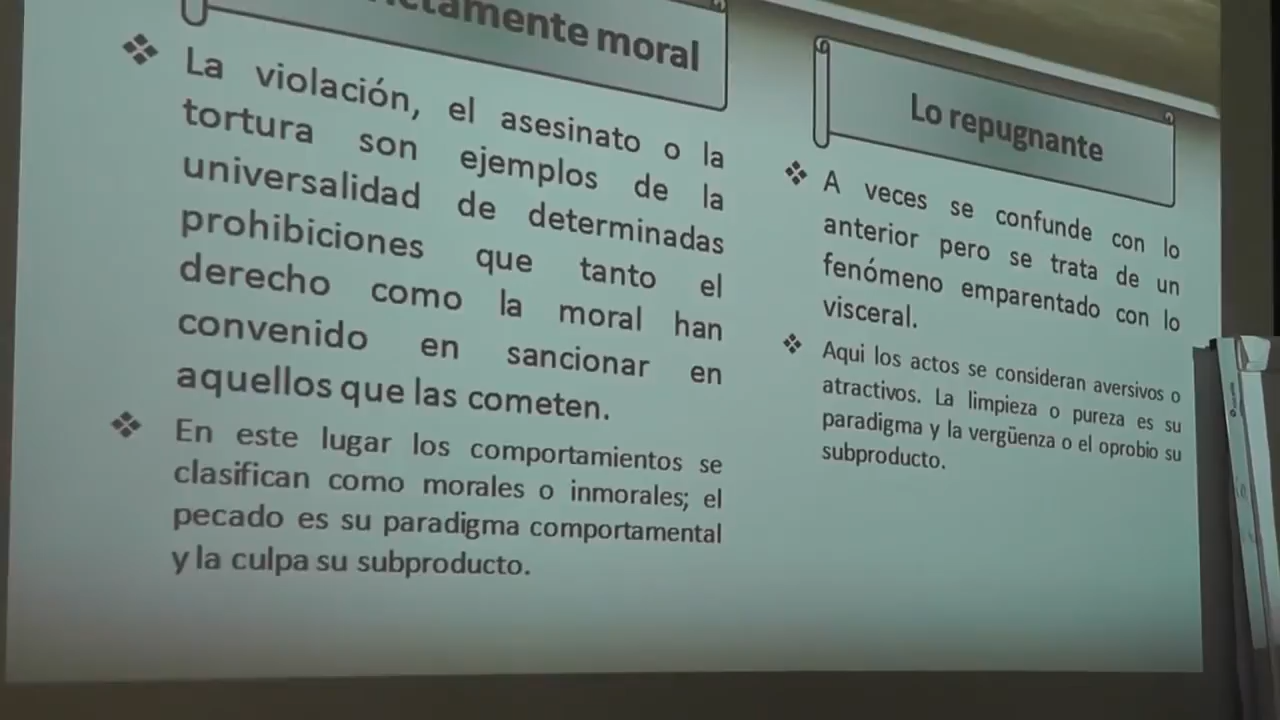 moral
La violación, el asesinato o la
tortura son ejemplos de la
universalidad de determinadas
prohibiciones que tanto el
derecho como la moral han
convenido en sancionar en
aquellos que las cometen.
En este lugar los comportamientos se
clasifican como morales o inmorales; el
pecado es su paradigma comportamental
y la culpa su subproducto.
Lo repugnante
A veces se confunde con lo
anterior pero se trata de un
fenómeno emparentado con lo
visceral.
Aqui los actos se consideran aversivos o
atractivos. La limpieza o pureza es su
paradigma y la vergüenza o el oprobio su
subproducto.